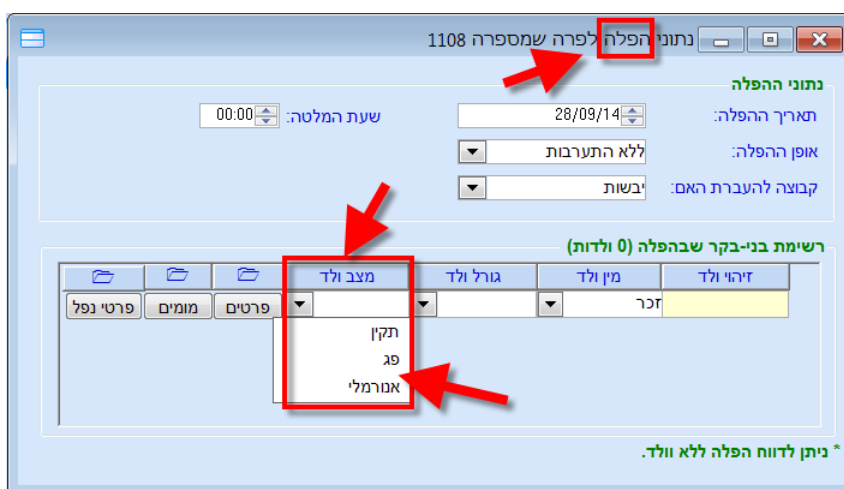 נתוני הפלה לפרה שמספרה 1108
נתוני ההפלה
תאריך ההפלה: 28/09/14 שעת המלטה: 00:00
אופן ההפלה: ללא התערבות
קבוצה להעברת האם: יבשות
רשימת בני-בקר שבהפלה (0 ולדות)
זיהוי ולד מין ולד גורל ולד מצב ולד
זכר פרטים מומים פרטי נפל
תקין
פג
אנורמלי
* ניתן לדווח הפלה ללא וולד.